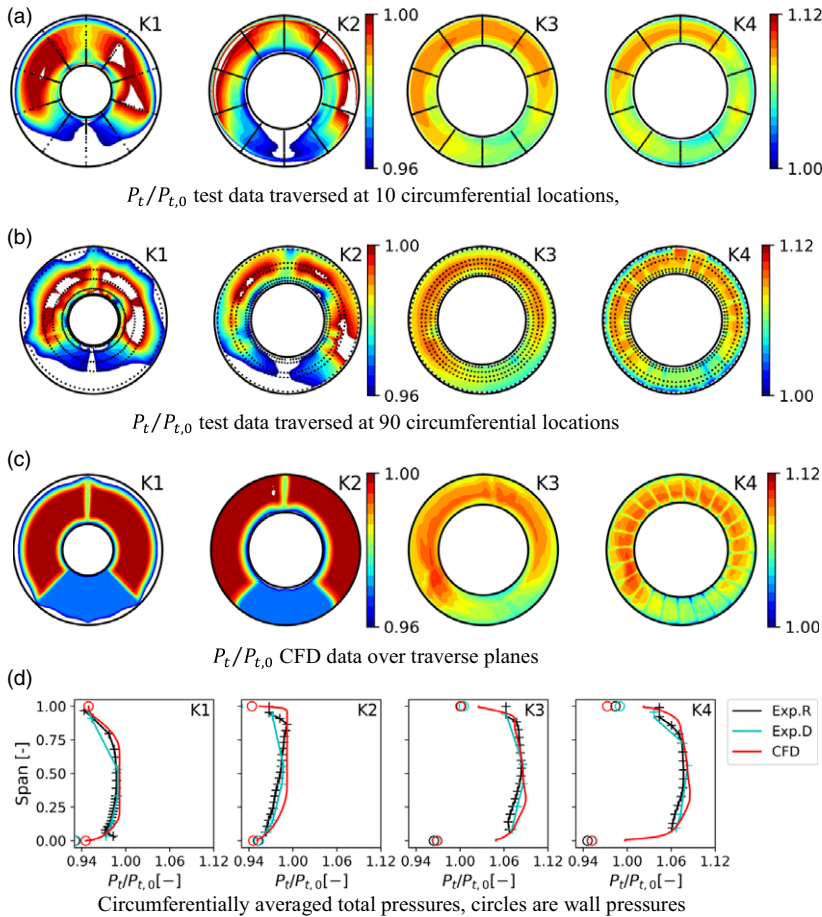 (a)
K1
K2
1.00
0.96
K3
K4
1.12
1.00
P_t/P_{t,0} test data traversed at 10 circumferential locations,
(b)
K1
K2
1.00
0.96
K3
K4
1.12
1.00
P_t/P_{t,0} test data traversed at 90 circumferential locations
(c)
K1
K2
1.00
0.96
K3
K4
1.12
1.00
P_t/P_{t,0} CFD data over traverse planes
(d)
Span [-]
1.00
0.75
0.50
0.25
0.00
K1
K2
K3
K4
Exp.R
Exp.D
CFD
0.94 1.00 1.06 1.12
0.94 1.00 1.06 1.12
0.94 1.00 1.06 1.12
0.94 1.00 1.06 1.12
P_t/P_{t,0}[−]
P_t/P_{t,0}[−]
P_t/P_{t,0}[−]
P_t/P_{t,0}[−]
Circumferentially averaged total pressures, circles are wall pressures